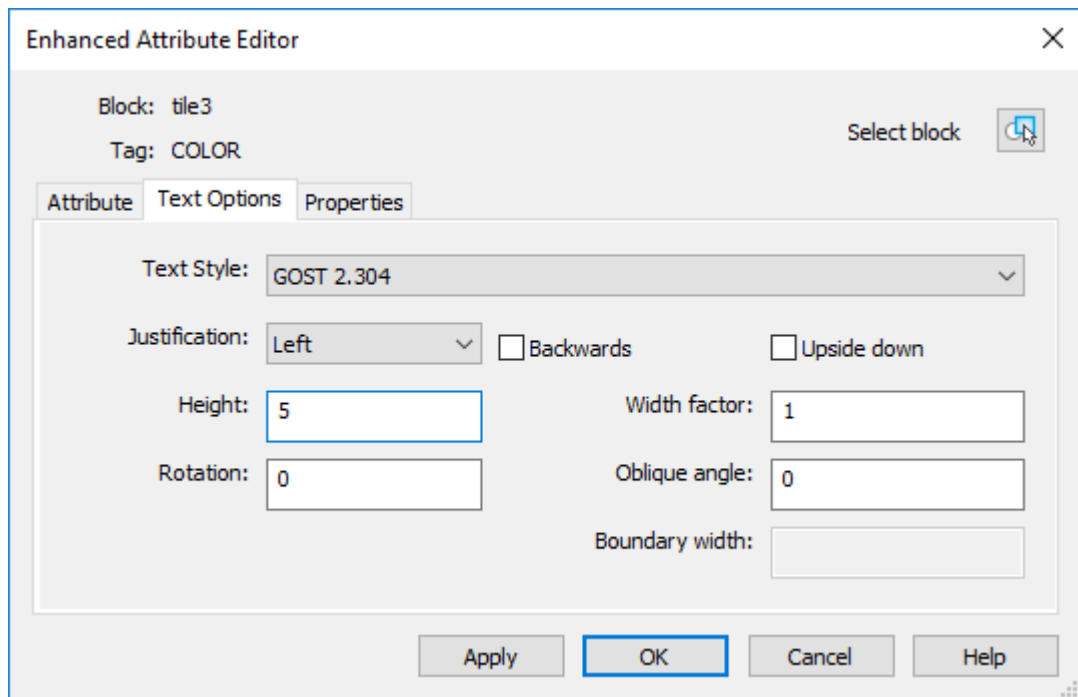 Enhanced Attribute Editor
Block: tile3
Select block
Tag: COLOR
Attribute Text Options Properties
Text Style: GOST 2.304
Justification: Left Backwards Upside down
Height: 5 Width factor: 1
Rotation: 0 Oblique angle: 0
Boundary width:
Apply OK Cancel Help